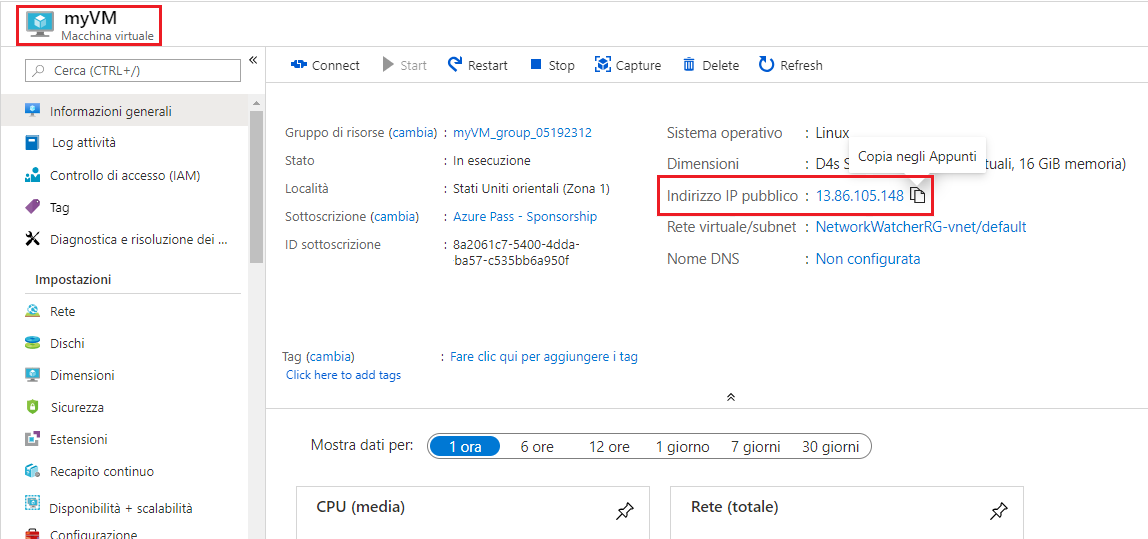 myVM
Macchina virtuale
Cerca (CTRL+/)
«
Informazioni generali
Log attività
Controllo di accesso (IAM)
Tag
Diagnostica e risoluzione dei ...
Impostazioni
Rete
Dischi
Dimensioni
Sicurezza
Estensioni
Recapito continuo
Disponibilità + scalabilità
Configurazione
Connect Start Restart Stop Capture Delete Refresh
Gruppo di risorse (cambia) : myVM_group_05192312
Stato : In esecuzione
Località : Stati Uniti orientali (Zona 1)
Sottoscrizione (cambia) : Azure Pass - Sponsorship
ID sottoscrizione : 8a2061c7-5400-4dda-
ba57-c535bb6a950f
Sistema operativo : Linux
Copia negli Appunti
Dimensioni : D4s S tuali, 16 GiB memoria)
Indirizzo IP pubblico : 13.86.105.148
Rete virtuale/subnet : NetworkWatcherRG-vnet/default
Nome DNS : Non configurata
Tag (cambia) : Fare clic qui per aggiungere i tag
Click here to add tags
Mostra dati per: 1 ora 6 ore 12 ore 1 giorno 7 giorni 30 giorni
CPU (media)
Rete (totale)